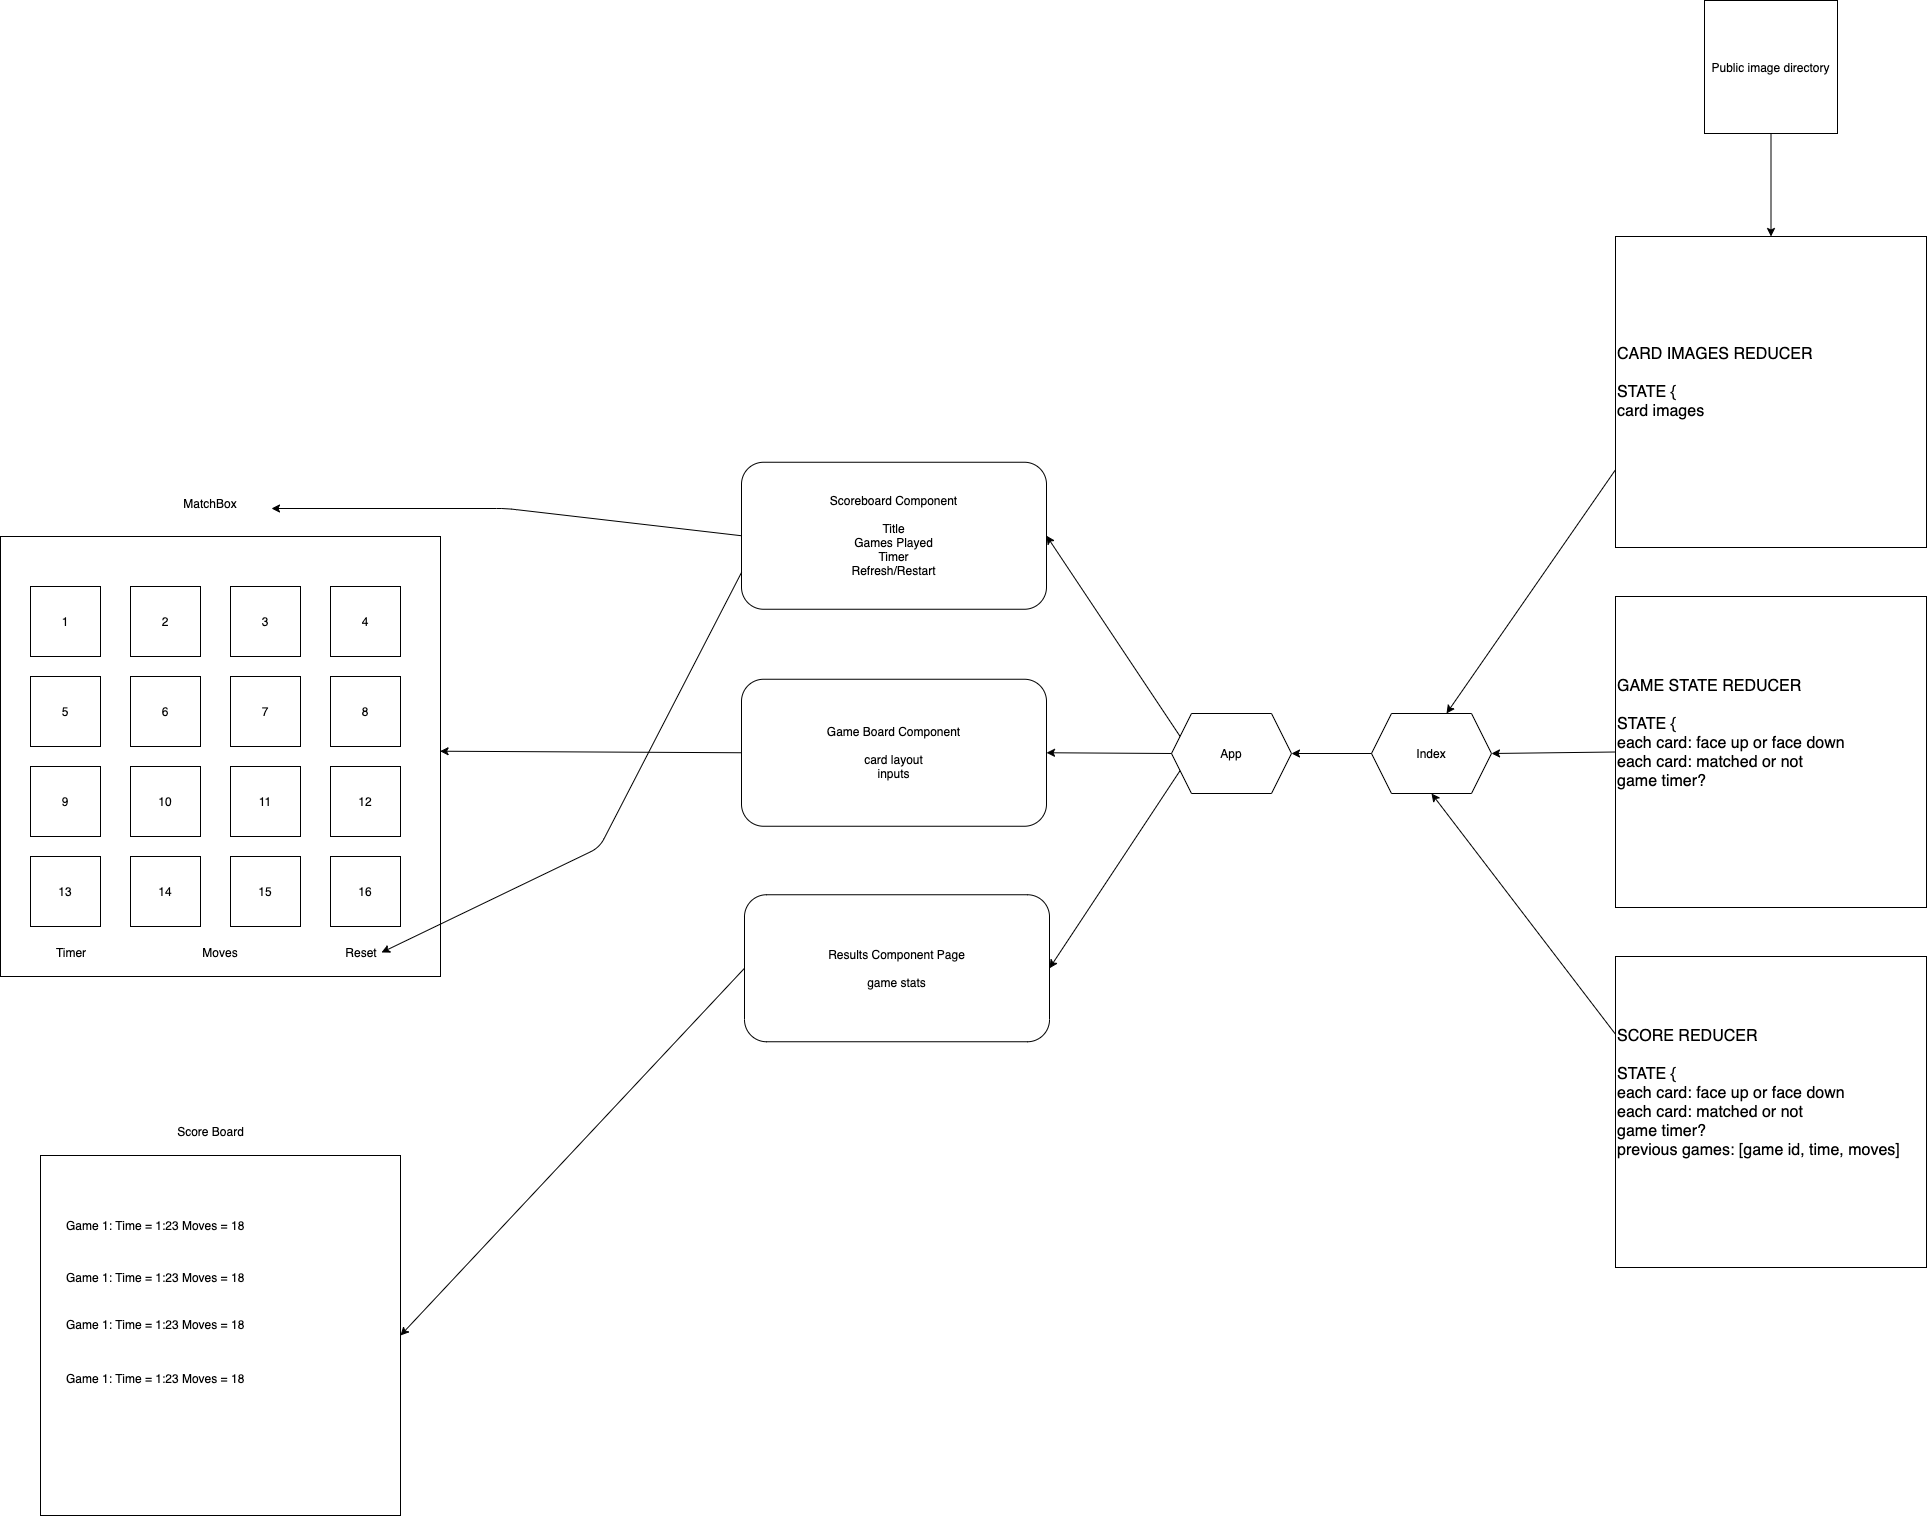 Public image directory
CARD IMAGES REDUCER
STATE {
card images
MatchBox
Scoreboard Component
Title
Games Played
Timer
Refresh/Restart
1
2
3
4
5
6
7
8
9
10
11
12
13
14
15
16
Timer
Moves
Reset
Game Board Component
card layout
inputs
App
Index
GAME STATE REDUCER
STATE {
each card: face up or face down
each card: matched or not
game timer?
Results Component Page
game stats
SCORE REDUCER
STATE {
each card: face up or face down
each card: matched or not
game timer?
previous games: [game id, time, moves]
Score Board
Game 1: Time = 1:23 Moves = 18
Game 1: Time = 1:23 Moves = 18
Game 1: Time = 1:23 Moves = 18
Game 1: Time = 1:23 Moves = 18